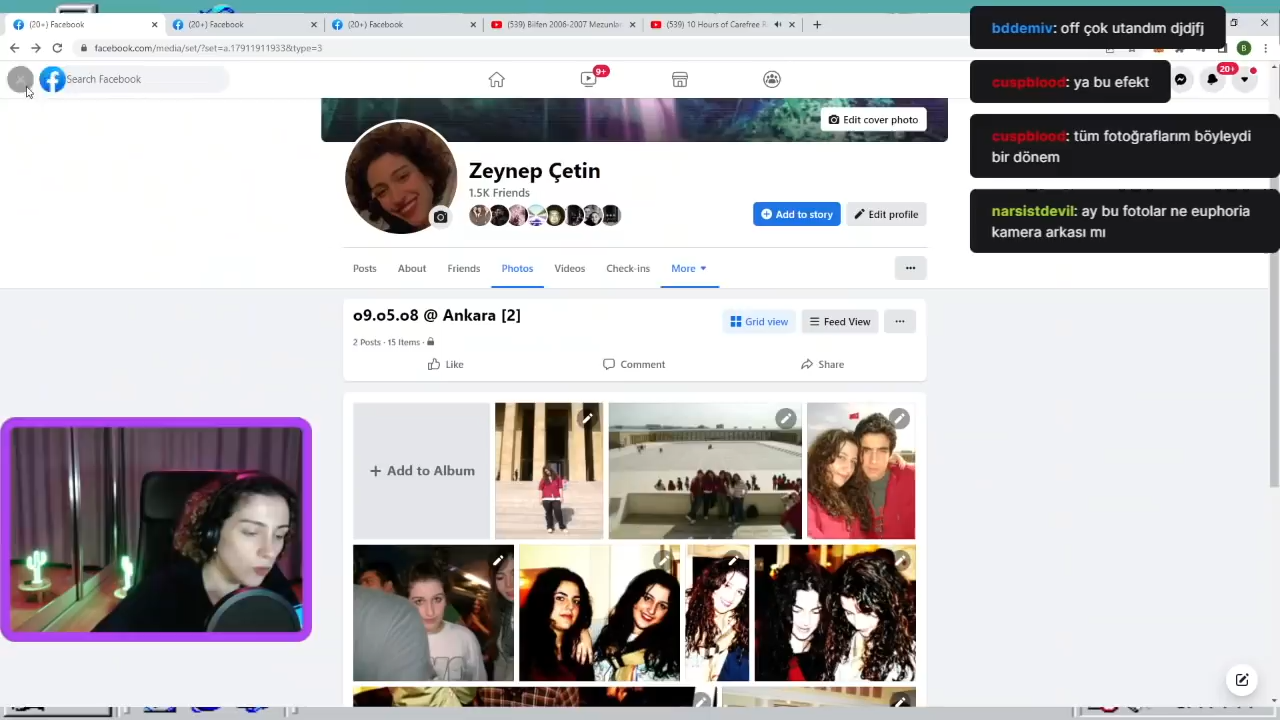 (20+) Facebook
(20+) Facebook
(20+) Facebook
(539) Bilfen 2006-2007 Mezunlar
(539) 10 Hours of Carefree R
facebook.com/media/set/?set=a.17911911933&type=3
B
Search Facebook
9+
20+
Edit cover photo
Zeynep Çetin
1.5K Friends
Add to story
Edit profile
Posts
About
Friends
Photos
Videos
Check-ins
More
o9.o5.o8 @ Ankara [2]
Grid view
Feed View
2 Posts · 15 Items ·
Like
Comment
Share
+ Add to Album
bddemiv: off çok utandım djdjfj
cuspblood: ya bu efekt
cuspblood: tüm fotoğraflarım böyleydi
bir dönem
narsistdevil: ay bu fotolar ne euphoria
kamera arkası mı